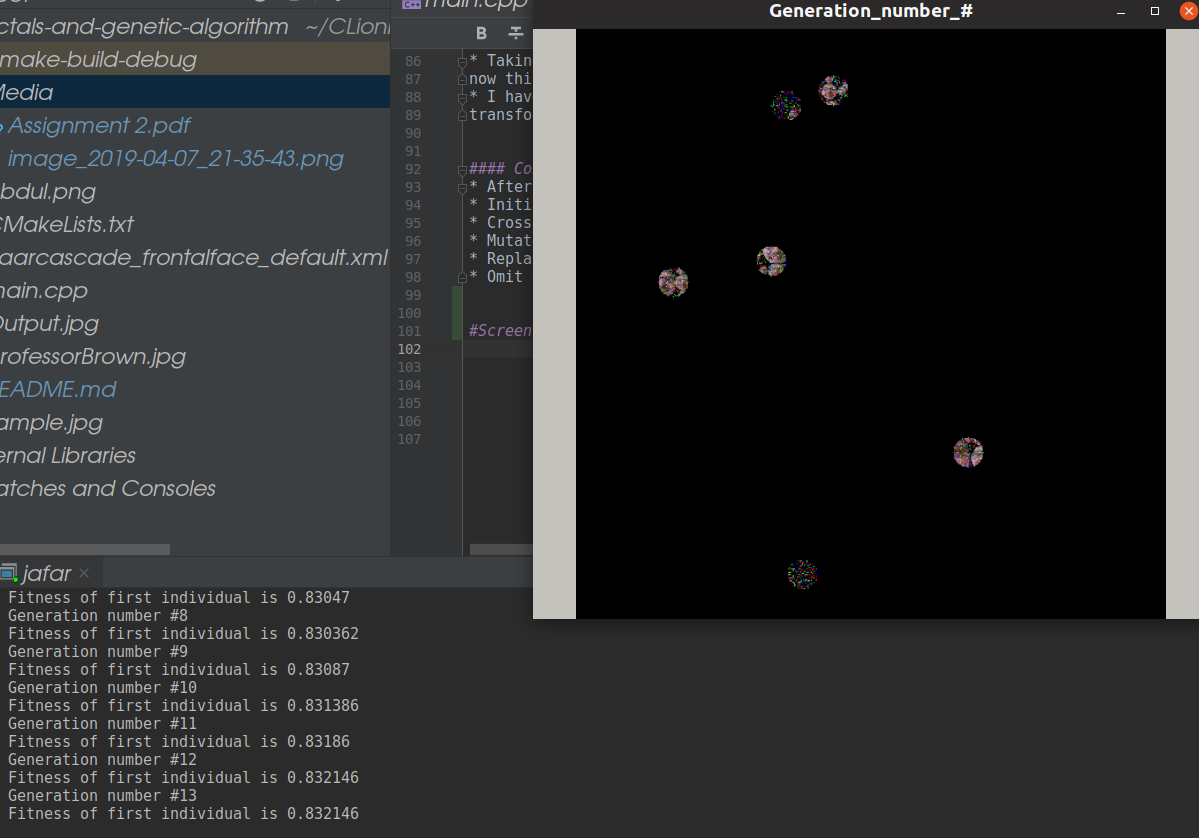 ctals-and-genetic-algorithm ~/CLion
make-build-debug
Media
Assignment 2.pdf
image_2019-04-07_21-35-43.png
bdul.png
CMakeLists.txt
aarcascade_frontalface_default.xml
main.cpp
Output.jpg
rofessorBrown.jpg
README.md
ample.jpg
ernal Libraries
atches and Consoles
main.cpp
B
86 * Takin
87 now thi
88 * I hav
89 transfo
90
91
92 #### Co
93 * After
94 * Initi
95 * Cross
96 * Mutat
97 * Repla
98 * Omit
99
100
101 #Screen
102
103
104
105
106
107
Generation_number_#
jafar
Fitness of first individual is 0.83047
Generation number #8
Fitness of first individual is 0.830362
Generation number #9
Fitness of first individual is 0.83087
Generation number #10
Fitness of first individual is 0.831386
Generation number #11
Fitness of first individual is 0.83186
Generation number #12
Fitness of first individual is 0.832146
Generation number #13
Fitness of first individual is 0.832146